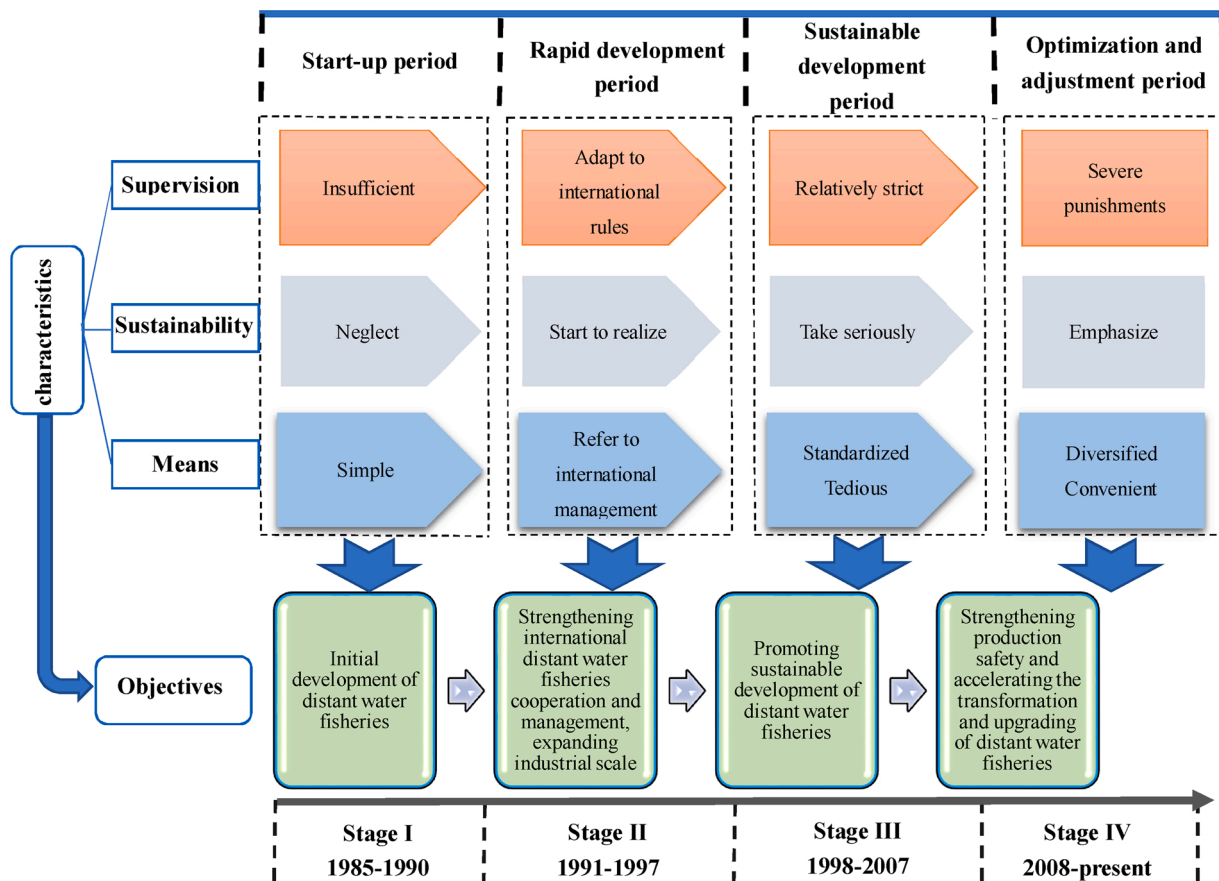 Start-up period
Rapid development
period
Sustainable
development
period
Optimization and
adjustment period
characteristics
Supervision
Insufficient
Adapt to
international
rules
Relatively strict
Severe
punishments
Sustainability
Neglect
Start to realize
Take seriously
Emphasize
Means
Simple
Refer to
international
management
Standardized
Tedious
Diversified
Convenient
Objectives
Initial
development of
distant water
fisheries
Strengthening
international
distant water
fisheries
cooperation and
management,
expanding
industrial scale
Promoting
sustainable
development of
distant water
fisheries
Strengthening
production
safety and
accelerating the
transformation
and upgrading
of distant water
fisheries
Stage I
1985-1990
Stage II
1991-1997
Stage III
1998-2007
Stage IV
2008-present